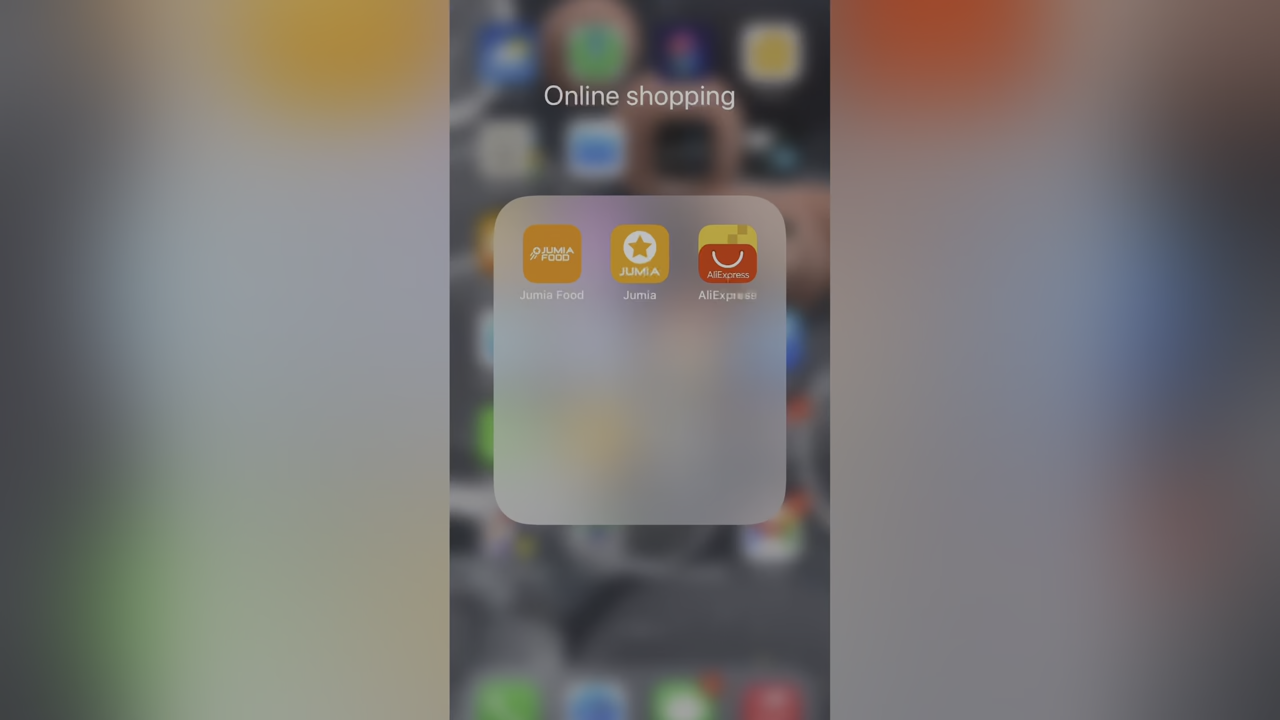 Online shopping
JUMIA
FOOD
JUMIA
AliExpress
Jumia Food
Jumia
AliExpress